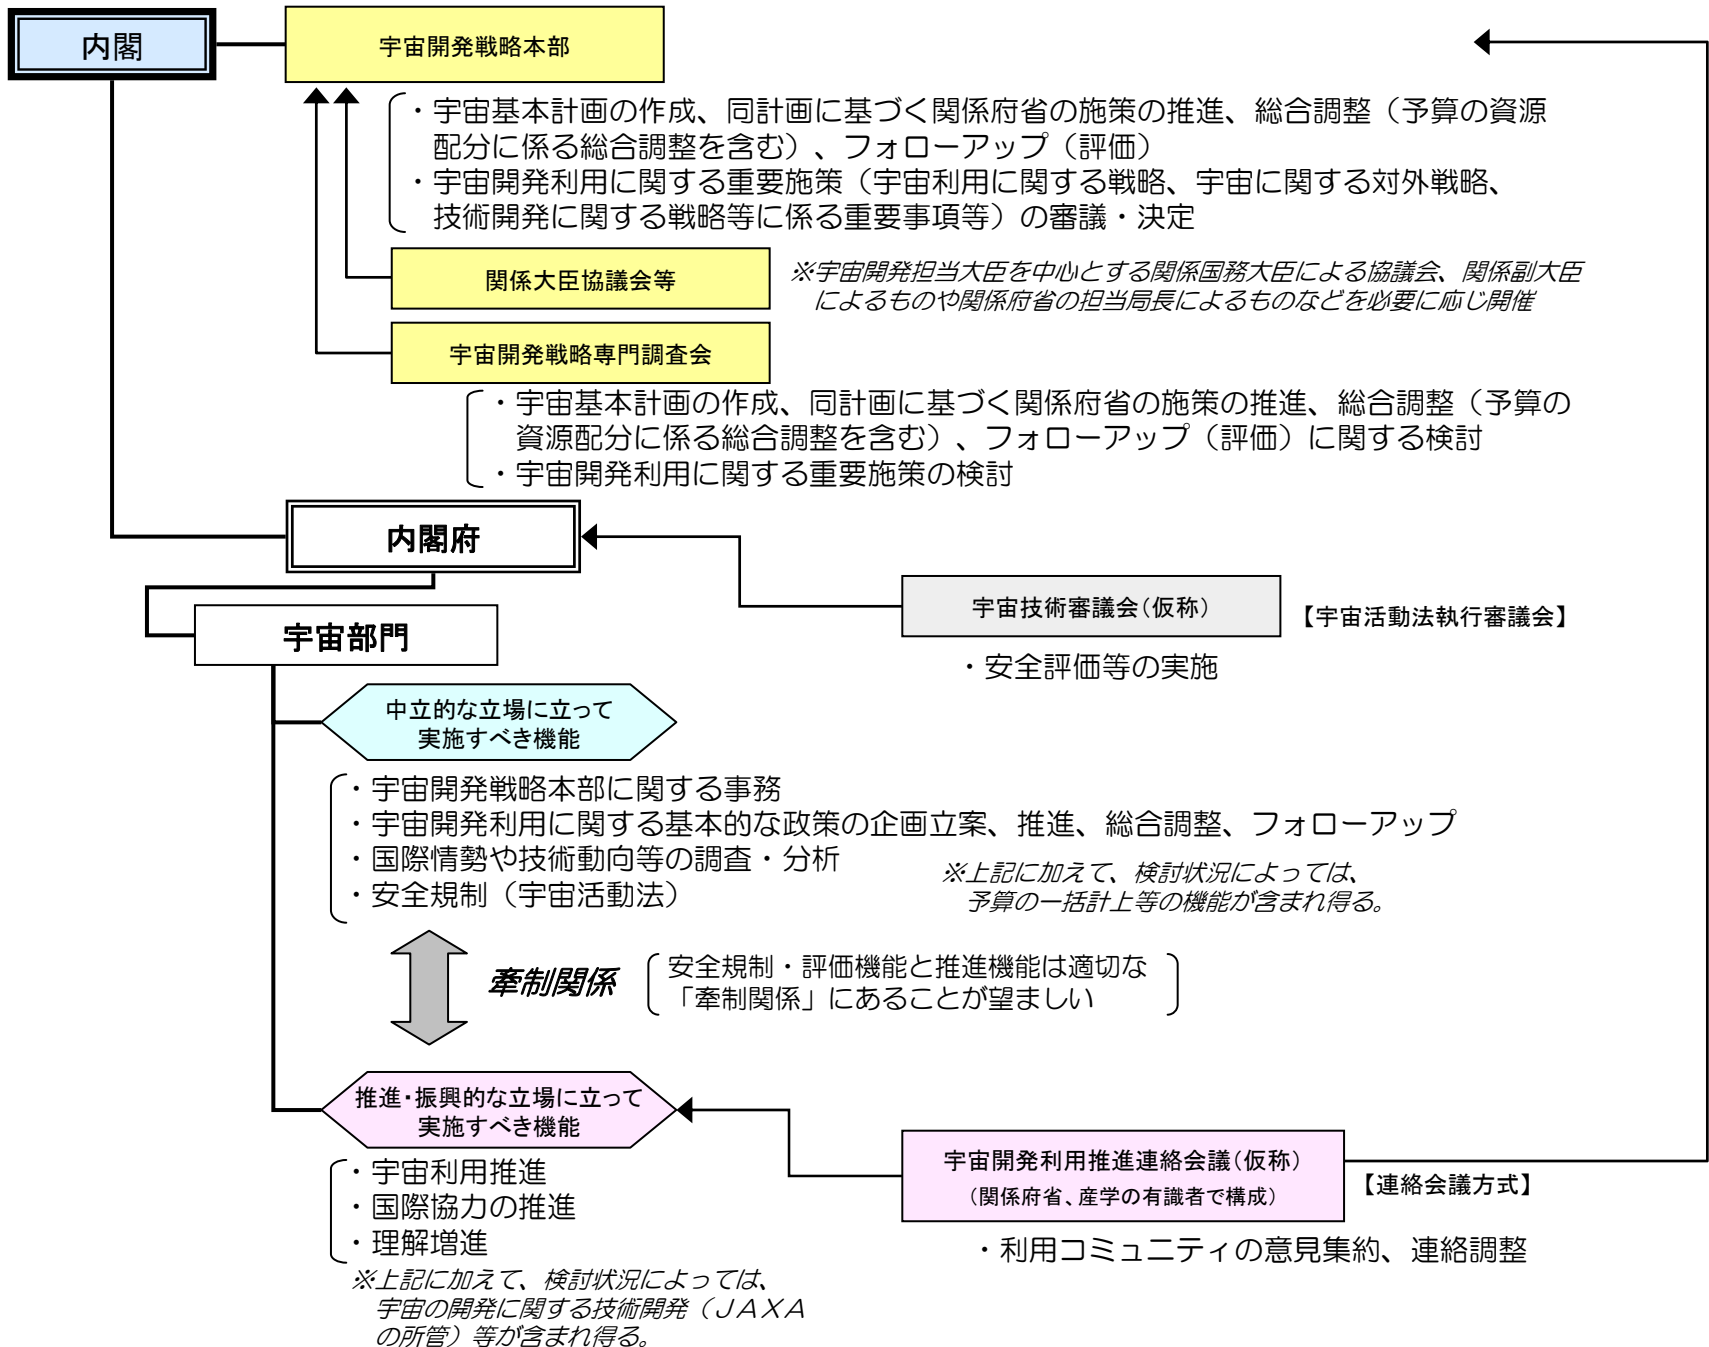 内閣
宇宙開発戦略本部
・宇宙基本計画の作成、同計画に基づく関係府省の施策の推進、総合調整（予算の資源
配分に係る総合調整を含む）、フォローアップ（評価）
・宇宙開発利用に関する重要施策（宇宙利用に関する戦略、宇宙に関する対外戦略、
技術開発に関する戦略等に係る重要事項等）の審議・決定
関係大臣協議会等
※宇宙開発担当大臣を中心とする関係国務大臣による協議会、関係副大臣
によるものや関係府省の担当局長によるものなどを必要に応じ開催
宇宙開発戦略専門調査会
・宇宙基本計画の作成、同計画に基づく関係府省の施策の推進、総合調整（予算の
資源配分に係る総合調整を含む）、フォローアップ（評価）に関する検討
・宇宙開発利用に関する重要施策の検討
内閣府
宇宙技術審議会（仮称）
【宇宙活動法執行審議会】
・安全評価等の実施
宇宙部門
中立的な立場に立って
実施すべき機能
・宇宙開発戦略本部に関する事務
・宇宙開発利用に関する基本的な政策の企画立案、推進、総合調整、フォローアップ
・国際情勢や技術動向等の調査・分析
・安全規制（宇宙活動法）
※上記に加えて、検討状況によっては、
予算の一括計上等の機能が含まれ得る。
牽制関係
安全規制・評価機能と推進機能は適切な
「牽制関係」にあることが望ましい
推進・振興的な立場に立って
実施すべき機能
宇宙開発利用推進連絡会議（仮称）
（関係府省、産学の有識者で構成）
【連絡会議方式】
・利用コミュニティの意見集約、連絡調整
・宇宙利用推進
・国際協力の推進
・理解増進
※上記に加えて、検討状況によっては、
宇宙の開発に関する技術開発（ＪＡＸＡ
の所管）等が含まれ得る。